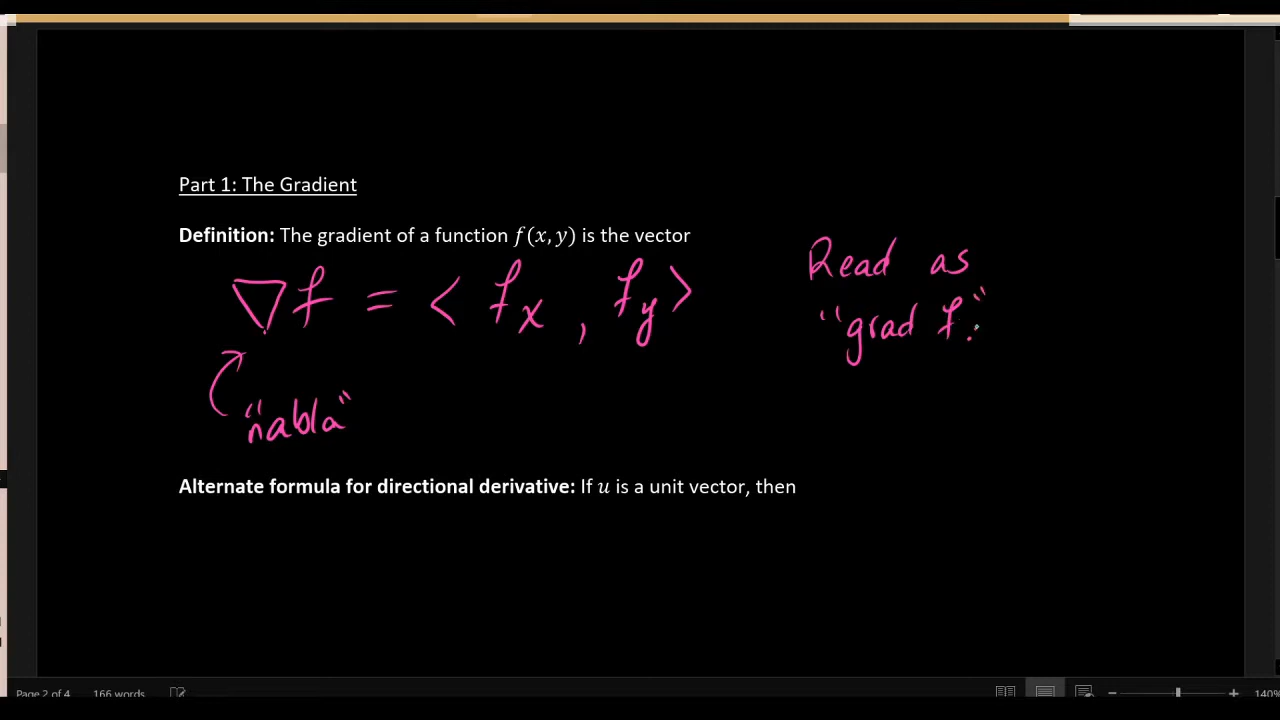 Part 1: The Gradient
Definition: The gradient of a function f(x, y) is the vector
∇f = < fx , fy >
Read as
“grad f.”
“nabla”
Alternate formula for directional derivative: If u is a unit vector, then
Page 2 of 4 166 words 140%